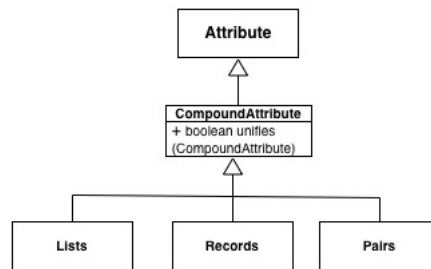 Attribute
CompoundAttribute
+ boolean unifies
(CompoundAttribute)
Lists
Records
Pairs